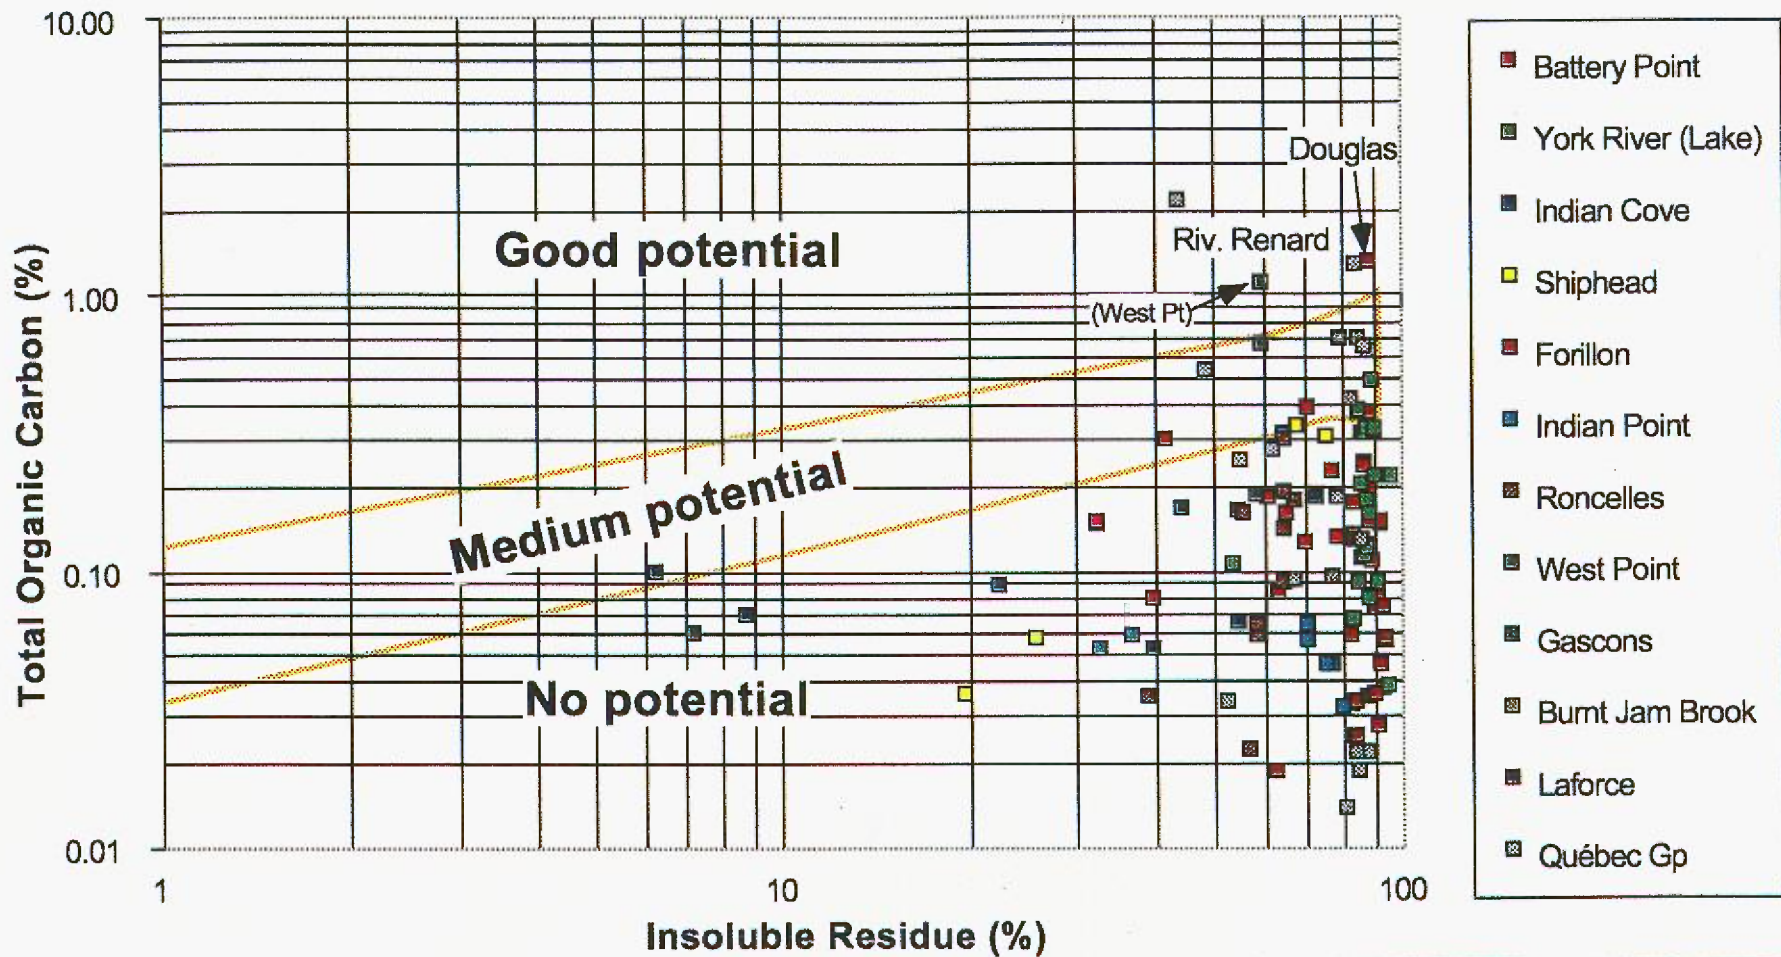 10.00
1.00
0.10
0.01
Total Organic Carbon (%)
1
10
100
Insoluble Residue (%)
Good potential
Medium potential
No potential
Douglas
Riv. Renard
(West Pt)
Battery Point
York River (Lake)
Indian Cove
Shiphead
Forillon
Indian Point
Roncelles
West Point
Gascons
Burnt Jam Brook
Laforce
Québec Gp